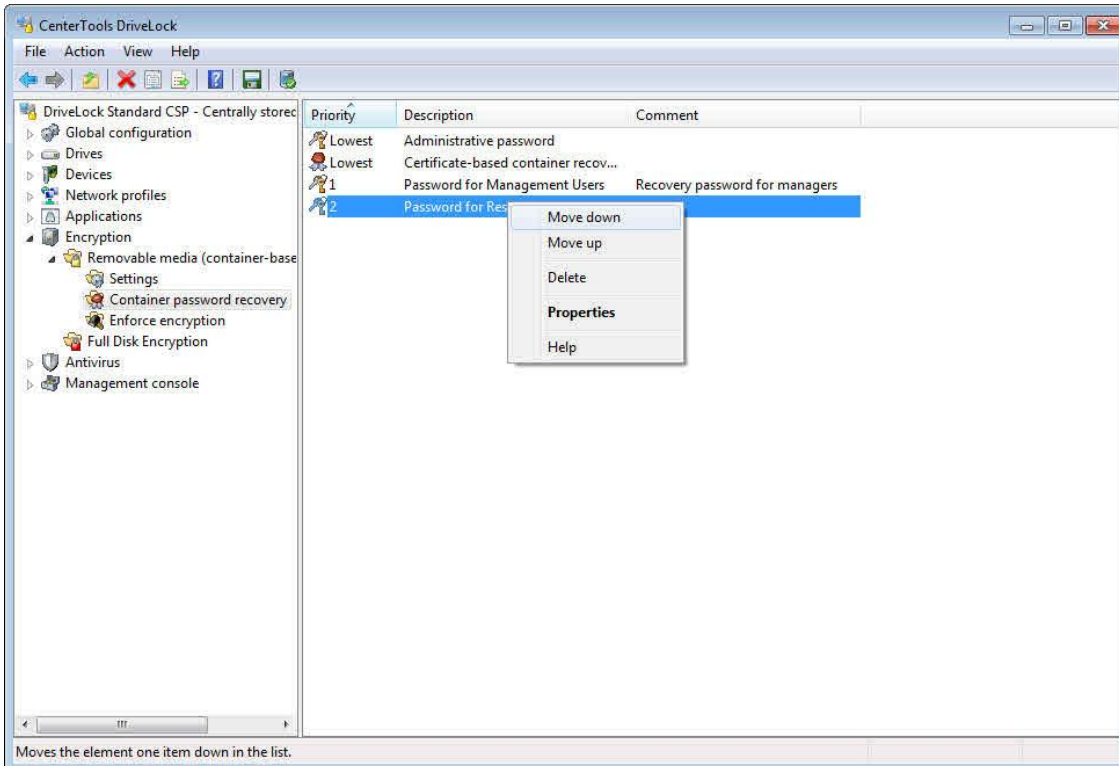 CenterTools DriveLock
File Action View Help
DriveLock Standard CSP - Centrally stored
Global configuration
Drives
Devices
Network profiles
Applications
Encryption
Removable media (container-base
Settings
Container password recovery
Enforce encryption
Full Disk Encryption
Antivirus
Management console
Priority Description Comment
Lowest Administrative password
Lowest Certificate-based container recov...
1 Password for Management Users Recovery password for managers
2 Password for Res
Move down
Move up
Delete
Properties
Help
Moves the element one item down in the list.